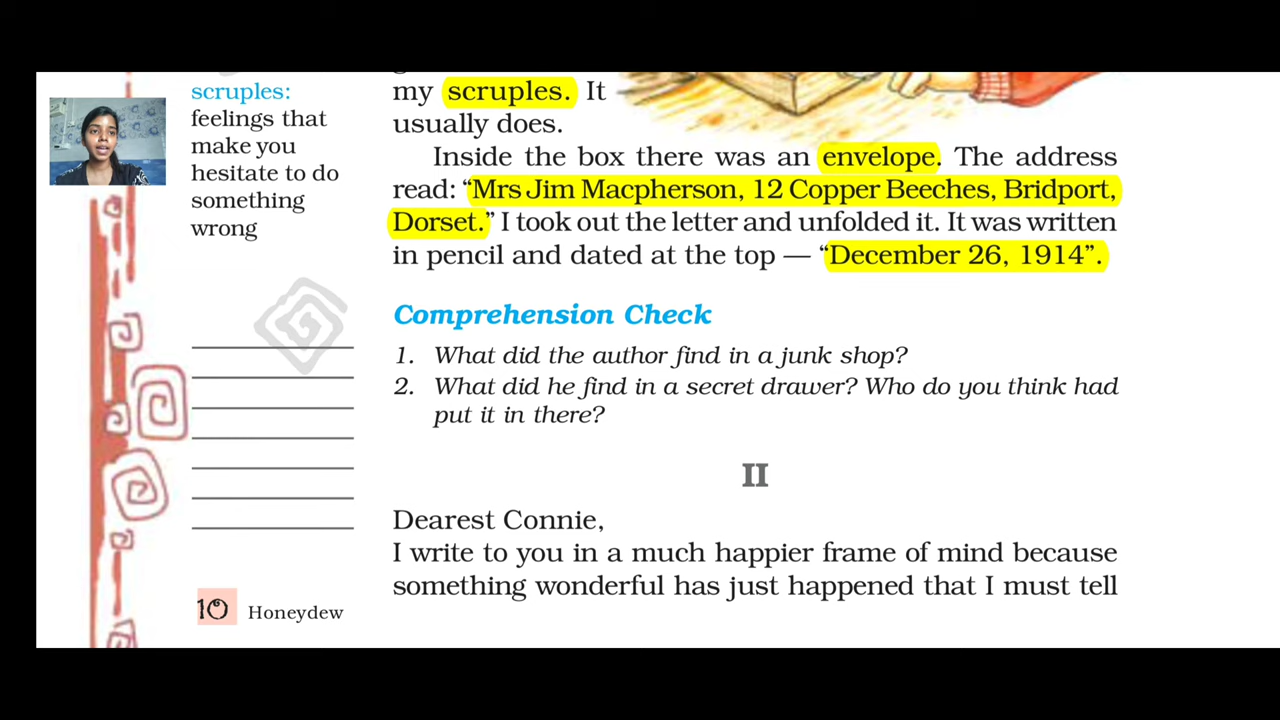 scruples:
feelings that
make you
hesitate to do
something
wrong
my scruples. It
usually does.
Inside the box there was an envelope. The address
read: “Mrs Jim Macpherson, 12 Copper Beeches, Bridport,
Dorset.” I took out the letter and unfolded it. It was written
in pencil and dated at the top — “December 26, 1914”.
Comprehension Check
1. What did the author find in a junk shop?
2. What did he find in a secret drawer? Who do you think had
put it in there?
II
Dearest Connie,
I write to you in a much happier frame of mind because
something wonderful has just happened that I must tell
10 Honeydew